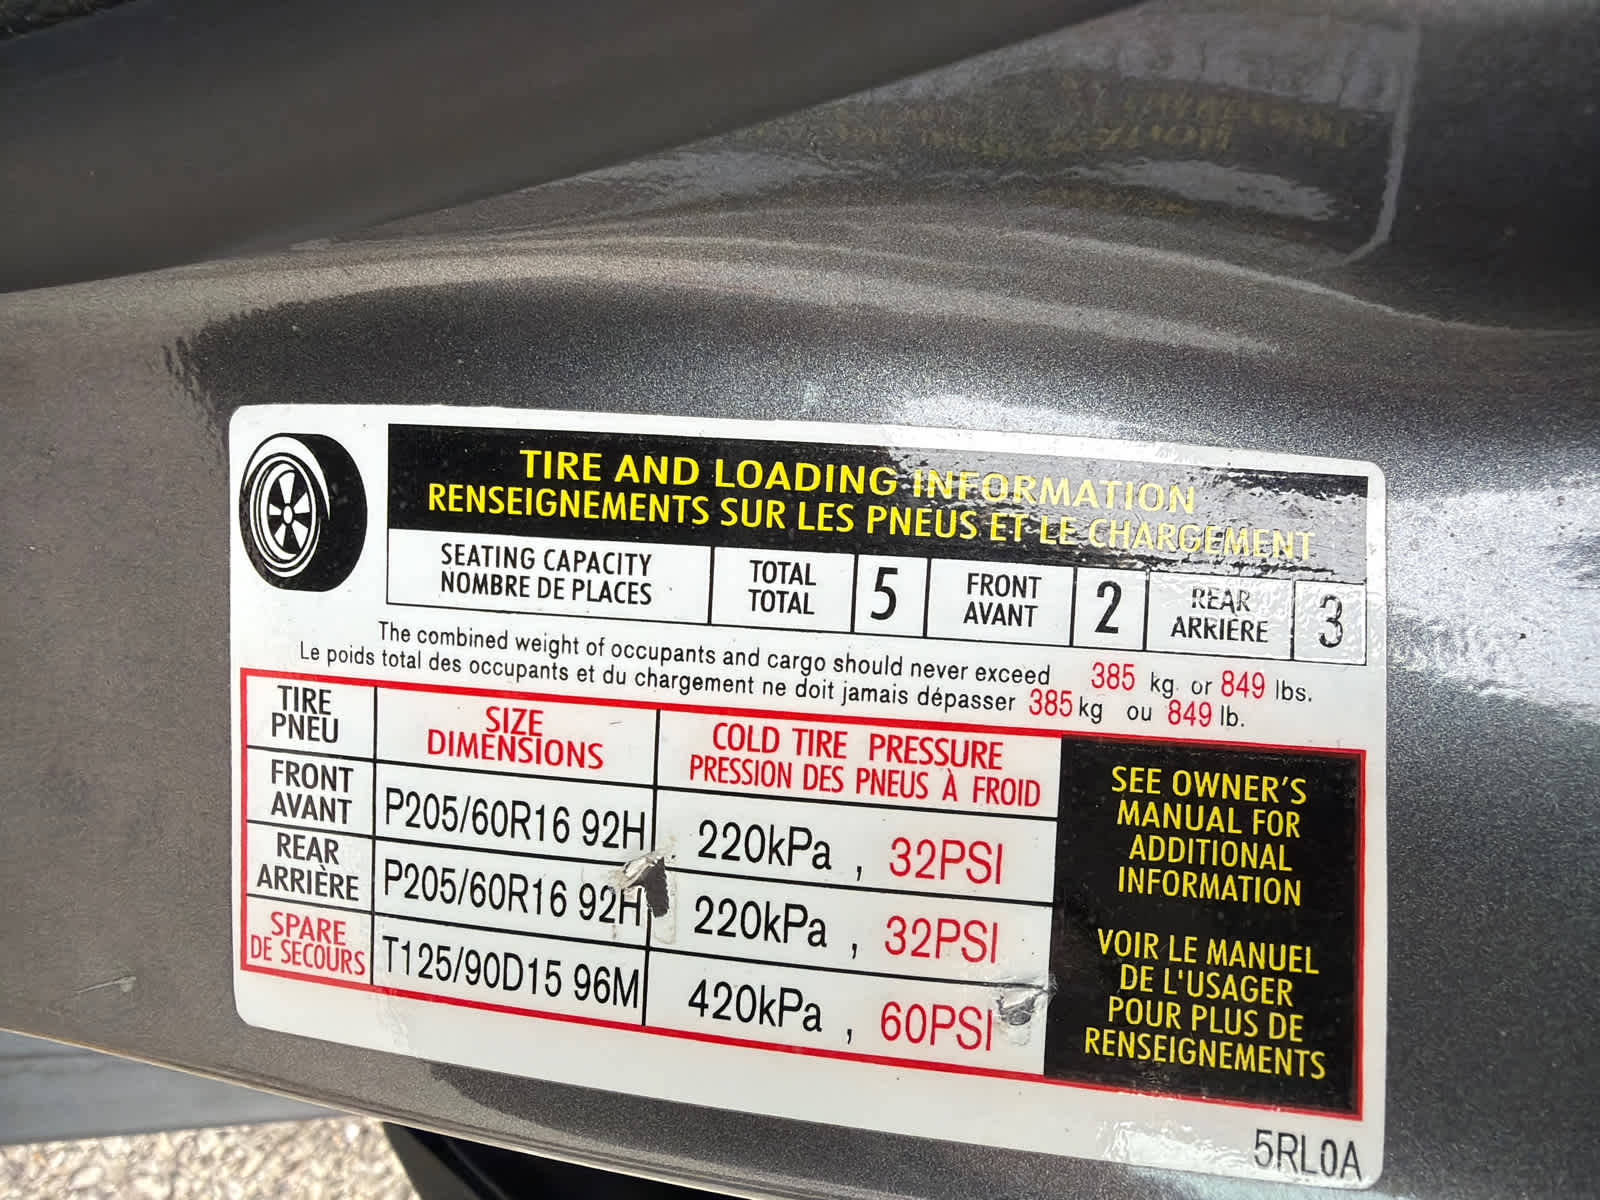 TIRE AND LOADING INFORMATION
RENSEIGNEMENTS SUR LES PNEUS ET LE CHARGEMENT
SEATING CAPACITY
NOMBRE DE PLACES
TOTAL
TOTAL
5
FRONT
AVANT
2
REAR
ARRIÈRE
3
The combined weight of occupants and cargo should never exceed 385 kg. or 849 lbs.
Le poids total des occupants et du chargement ne doit jamais dépasser 385 kg ou 849 lb.
TIRE
PNEU
SIZE
DIMENSIONS
COLD TIRE PRESSURE
PRESSION DES PNEUS À FROID
FRONT
AVANT
P205/60R16 92H
220kPa , 32PSI
REAR
ARRIÈRE
P205/60R16 92H
220kPa , 32PSI
SPARE
DE SECOURS
T125/90D15 96M
420kPa , 60PSI
SEE OWNER'S
MANUAL FOR
ADDITIONAL
INFORMATION
VOIR LE MANUEL
DE L'USAGER
POUR PLUS DE
RENSEIGNEMENTS
5RL0A